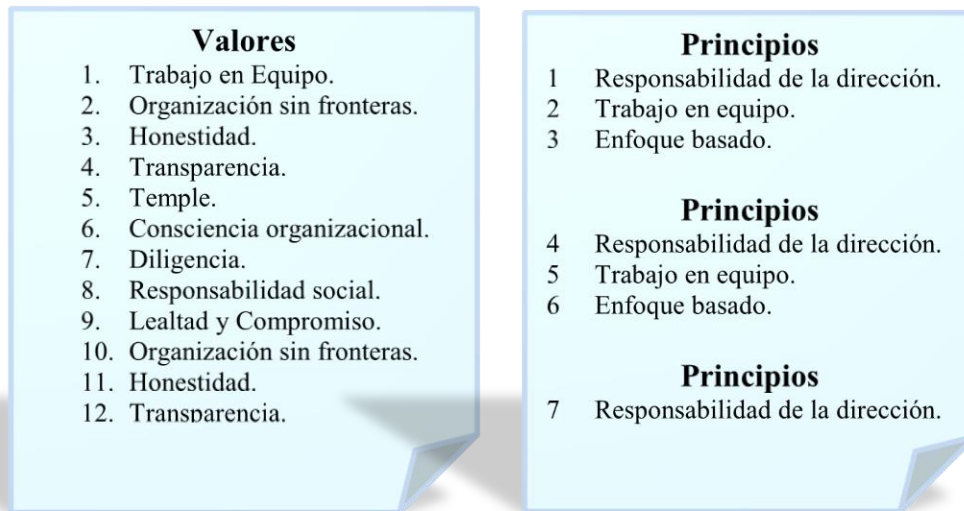 Valores
1. Trabajo en Equipo.
2. Organización sin fronteras.
3. Honestidad.
4. Transparencia.
5. Temple.
6. Consciencia organizacional.
7. Diligencia.
8. Responsabilidad social.
9. Lealtad y Compromiso.
10. Organización sin fronteras.
11. Honestidad.
12. Transparencia.
Principios
1 Responsabilidad de la dirección.
2 Trabajo en equipo.
3 Enfoque basado.
Principios
4 Responsabilidad de la dirección.
5 Trabajo en equipo.
6 Enfoque basado.
Principios
7 Responsabilidad de la dirección.